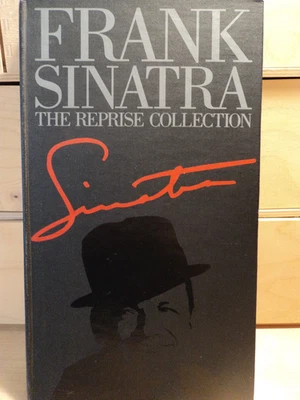 FRANK
SINATRA
THE REPRISE COLLECTION
Sinatra